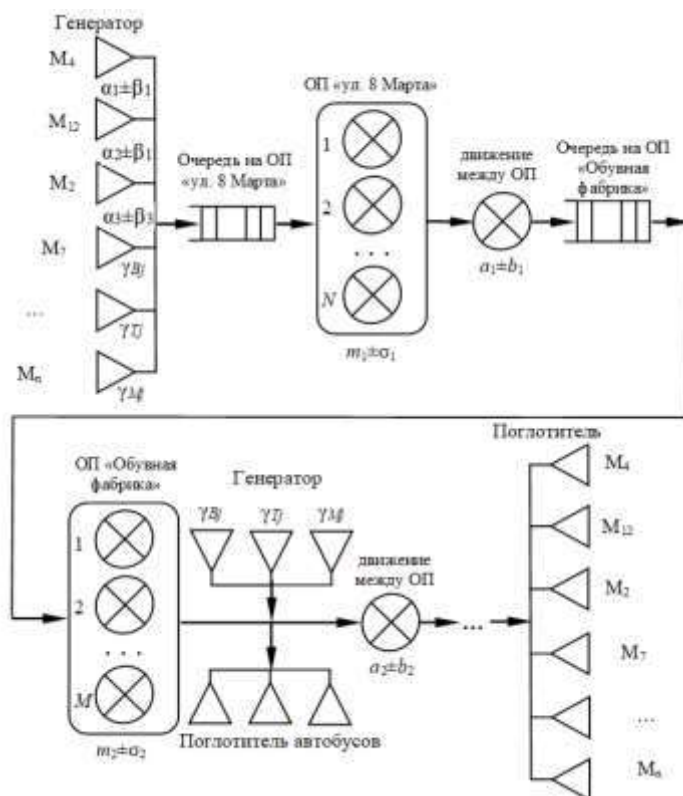 Генератор
M4
α1±β1
M12
α2±β1
M2
α3±β3
M7
γBj
...
γTj
Mn
γMj
Очередь на ОП
«ул. 8 Марта»
ОП «ул. 8 Марта»
1
2
...
N
m1±σ1
движение
между ОП
a1±b1
Очередь на ОП
«Обувная
фабрика»
ОП «Обувная
фабрика»
1
2
...
M
m2±σ2
Генератор
γBj
γTj
γMj
Поглотитель автобусов
движение
между ОП
a2±b2
...
Поглотитель
M4
M12
M2
M7
...
Mn